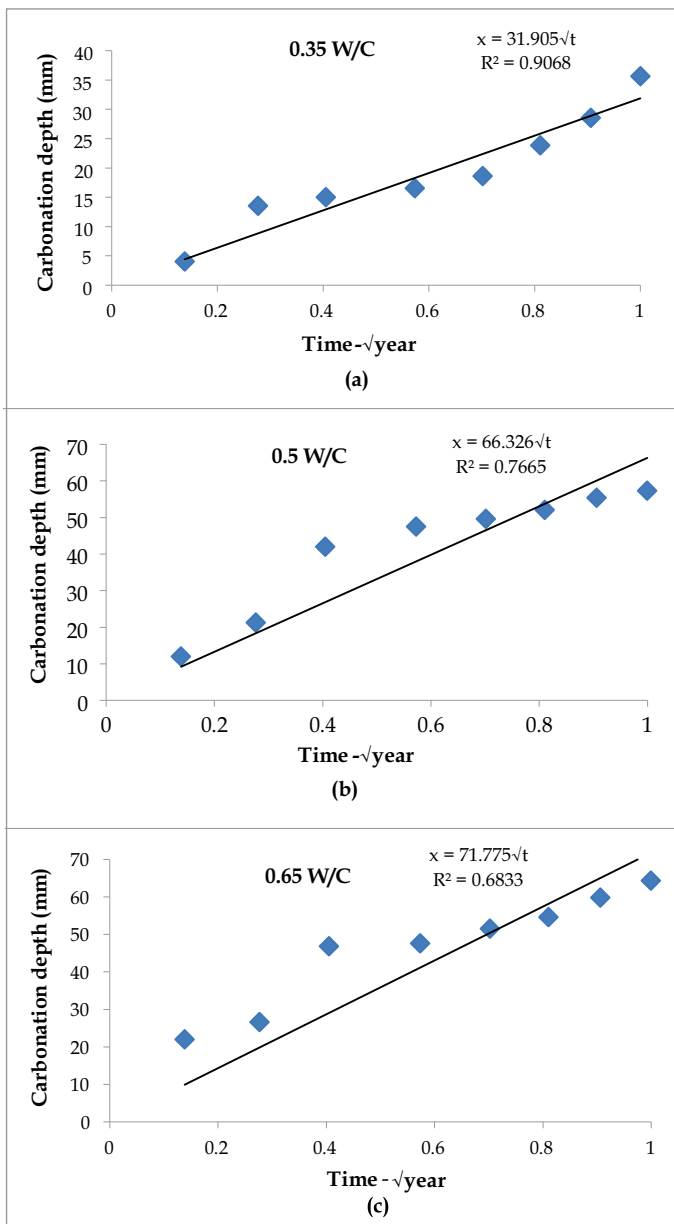 0.35 W/C
x = 31.905√t
R² = 0.9068
Carbonation depth (mm)
40
35
30
25
20
15
10
5
0
0 0.2 0.4 0.6 0.8 1
Time-√year
(a)
0.5 W/C
x = 66.326√t
R² = 0.7665
Carbonation depth (mm)
70
60
50
40
30
20
10
0
0 0.2 0.4 0.6 0.8 1
Time-√year
(b)
0.65 W/C
x = 71.775√t
R² = 0.6833
Carbonation depth (mm)
70
60
50
40
30
20
10
0
0 0.2 0.4 0.6 0.8 1
Time-√year
(c)